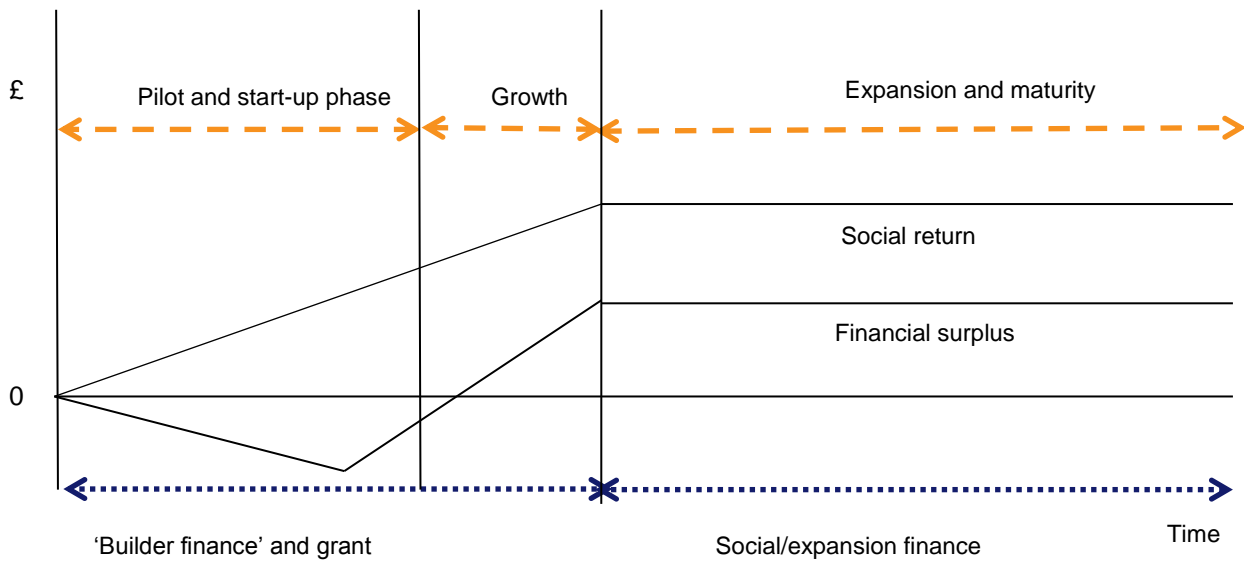 £
Pilot and start-up phase
Growth
Expansion and maturity
Social return
Financial surplus
0
Time
‘Builder finance’ and grant
Social/expansion finance